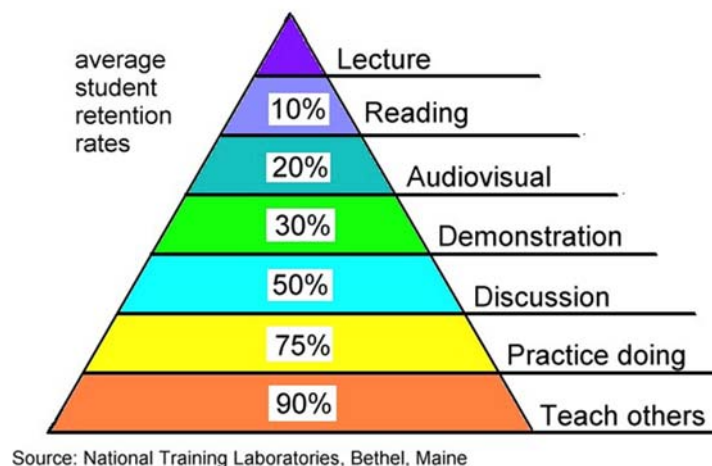 average
student
retention
rates
Lecture
10% Reading
20% Audiovisual
30% Demonstration
50% Discussion
75% Practice doing
90% Teach others
Source: National Training Laboratories, Bethel, Maine